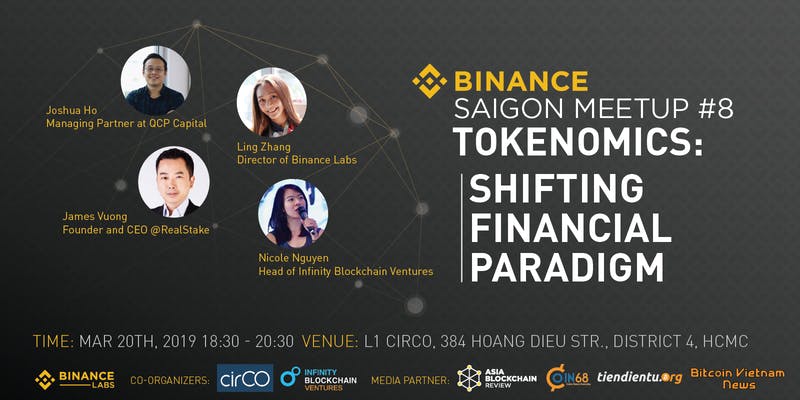 Joshua Ho
Managing Partner at QCP Capital
Ling Zhang
Director of Binance Labs
James Vuong
Founder and CEO @RealStake
Nicole Nguyen
Head of Infinity Blockchain Ventures
BINANCE
SAIGON MEETUP #8
TOKENOMICS:
SHIFTING
FINANCIAL
PARADIGM
TIME: MAR 20TH, 2019 18:30 - 20:30 VENUE: L1 CIRCO, 384 HOANG DIEU STR., DISTRICT 4, HCMC
BINANCE
LABS
CO-ORGANIZERS:
cirCO
INFINITY
BLOCKCHAIN
VENTURES
MEDIA PARTNER:
ASIA
BLOCKCHAIN
REVIEW
COIN68
tiendientu.org
Bitcoin Vietnam
News